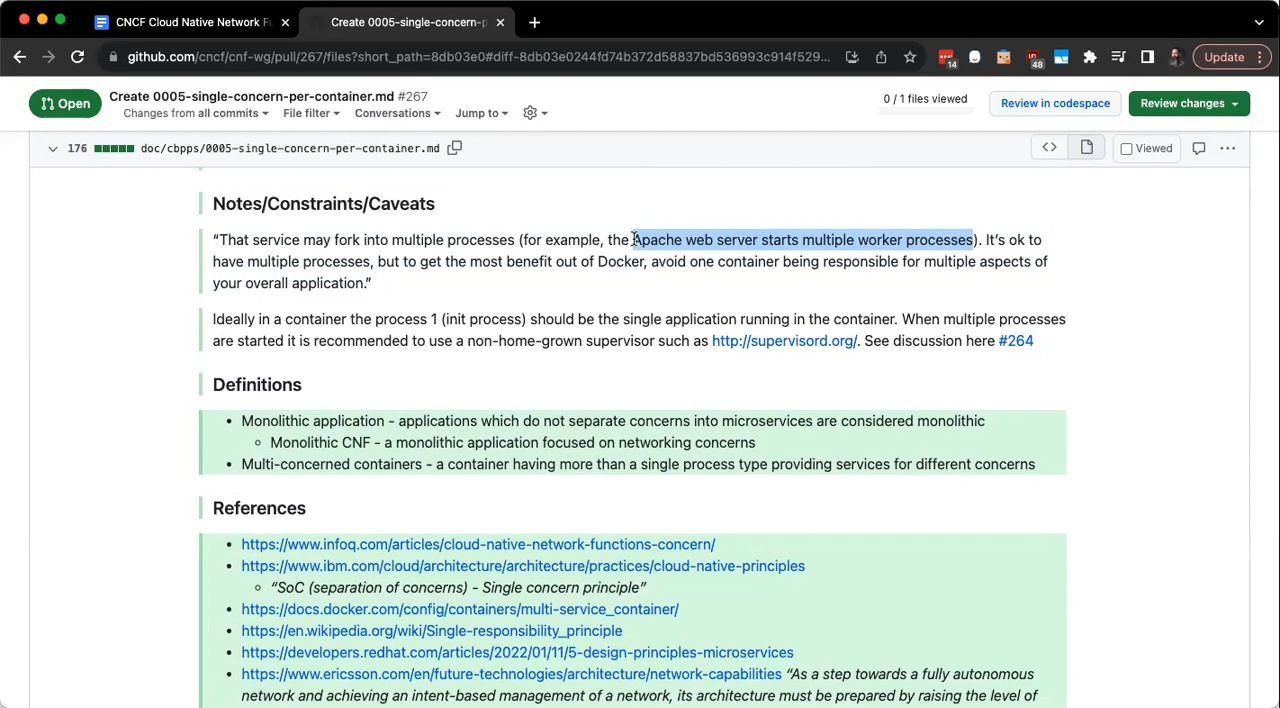 CNCF Cloud Native Network Fu
Create 0005-single-concern-p
github.com/cncf/cnf-wg/pull/267/files?short_path=8db03e0#diff-8db03e0244fd74b372d58837bd536993c914f529...
14
48
Update
Open
Create 0005-single-concern-per-container.md #267
Changes from all commits
File filter
Conversations
Jump to
0 / 1 files viewed
Review in codespace
Review changes
176
doc/cbpps/0005-single-concern-per-container.md
Viewed
Notes/Constraints/Caveats
“That service may fork into multiple processes (for example, the Apache web server starts multiple worker processes). It’s ok to
have multiple processes, but to get the most benefit out of Docker, avoid one container being responsible for multiple aspects of
your overall application.”
Ideally in a container the process 1 (init process) should be the single application running in the container. When multiple processes
are started it is recommended to use a non-home-grown supervisor such as http://supervisord.org/. See discussion here #264
Definitions
• Monolithic application - applications which do not separate concerns into microservices are considered monolithic
◦ Monolithic CNF - a monolithic application focused on networking concerns
• Multi-concerned containers - a container having more than a single process type providing services for different concerns
References
• https://www.infoq.com/articles/cloud-native-network-functions-concern/
• https://www.ibm.com/cloud/architecture/architecture/practices/cloud-native-principles
◦ “SoC (separation of concerns) - Single concern principle”
• https://docs.docker.com/config/containers/multi-service_container/
• https://en.wikipedia.org/wiki/Single-responsibility_principle
• https://developers.redhat.com/articles/2022/01/11/5-design-principles-microservices
• https://www.ericsson.com/en/future-technologies/architecture/network-capabilities “As a step towards a fully autonomous
network and achieving an intent-based management of a network, its architecture must be prepared by raising the level of